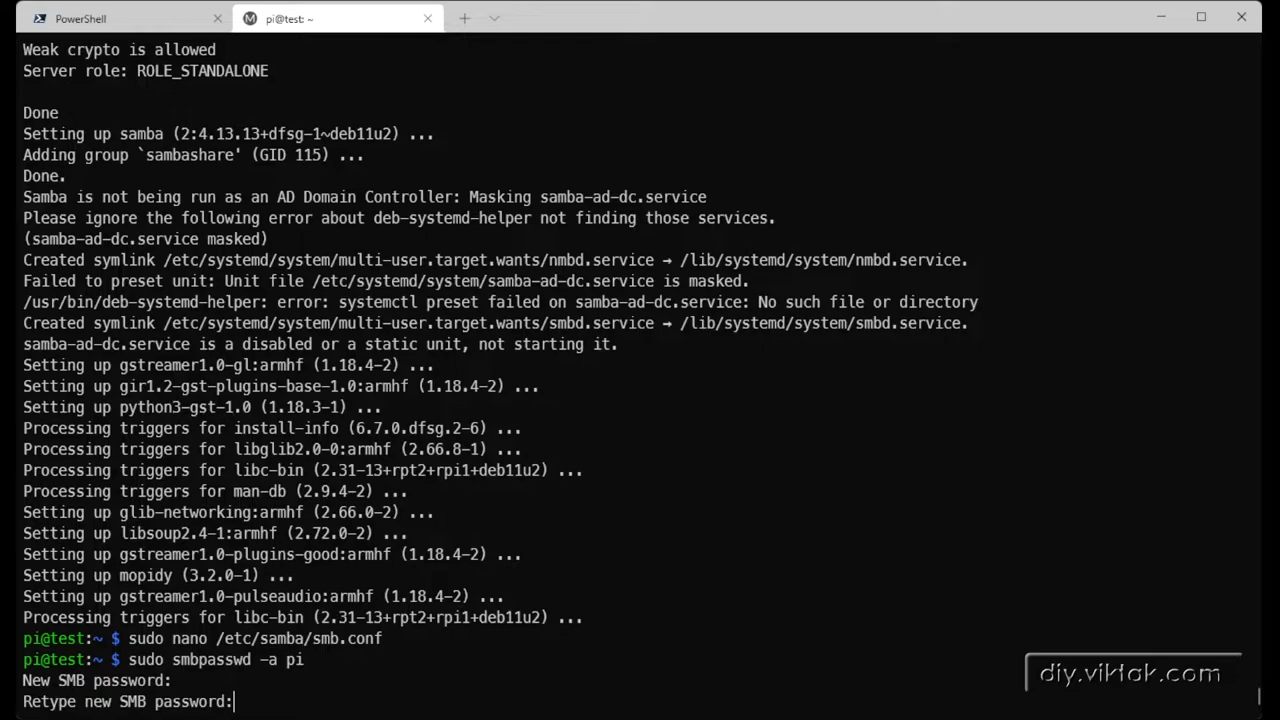 PowerShell
pi@test: ~
Weak crypto is allowed
Server role: ROLE_STANDALONE
Done
Setting up samba (2:4.13.13+dfsg-1~deb11u2) ...
Adding group `sambashare' (GID 115) ...
Done.
Samba is not being run as an AD Domain Controller: Masking samba-ad-dc.service
Please ignore the following error about deb-systemd-helper not finding those services.
(samba-ad-dc.service masked)
Created symlink /etc/systemd/system/multi-user.target.wants/nmbd.service → /lib/systemd/system/nmbd.service.
Failed to preset unit: Unit file /etc/systemd/system/samba-ad-dc.service is masked.
/usr/bin/deb-systemd-helper: error: systemctl preset failed on samba-ad-dc.service: No such file or directory
Created symlink /etc/systemd/system/multi-user.target.wants/smbd.service → /lib/systemd/system/smbd.service.
samba-ad-dc.service is a disabled or a static unit, not starting it.
Setting up gstreamer1.0-gl:armhf (1.18.4-2) ...
Setting up gir1.2-gst-plugins-base-1.0:armhf (1.18.4-2) ...
Setting up python3-gst-1.0 (1.18.3-1) ...
Processing triggers for install-info (6.7.0.dfsg.2-6) ...
Processing triggers for libglib2.0-0:armhf (2.66.8-1) ...
Processing triggers for libc-bin (2.31-13+rpt2+rpi1+deb11u2) ...
Processing triggers for man-db (2.9.4-2) ...
Setting up glib-networking:armhf (2.66.0-2) ...
Setting up libsoup2.4-1:armhf (2.72.0-2) ...
Setting up gstreamer1.0-plugins-good:armhf (1.18.4-2) ...
Setting up mopidy (3.2.0-1) ...
Setting up gstreamer1.0-pulseaudio:armhf (1.18.4-2) ...
Processing triggers for libc-bin (2.31-13+rpt2+rpi1+deb11u2) ...
pi@test:~ $ sudo nano /etc/samba/smb.conf
pi@test:~ $ sudo smbpasswd -a pi
New SMB password:
Retype new SMB password:
diy.viktak.com